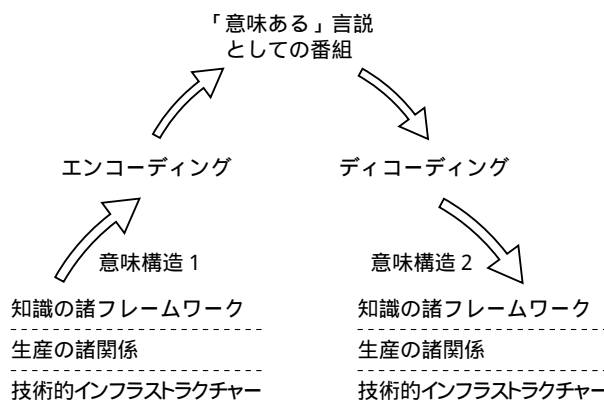 「意味ある」言説
としての番組
エンコーディング
ディコーディング
意味構造 1
意味構造 2
知識の諸フレームワーク
知識の諸フレームワーク
生産の諸関係
生産の諸関係
技術的インフラストラクチャー
技術的インフラストラクチャー